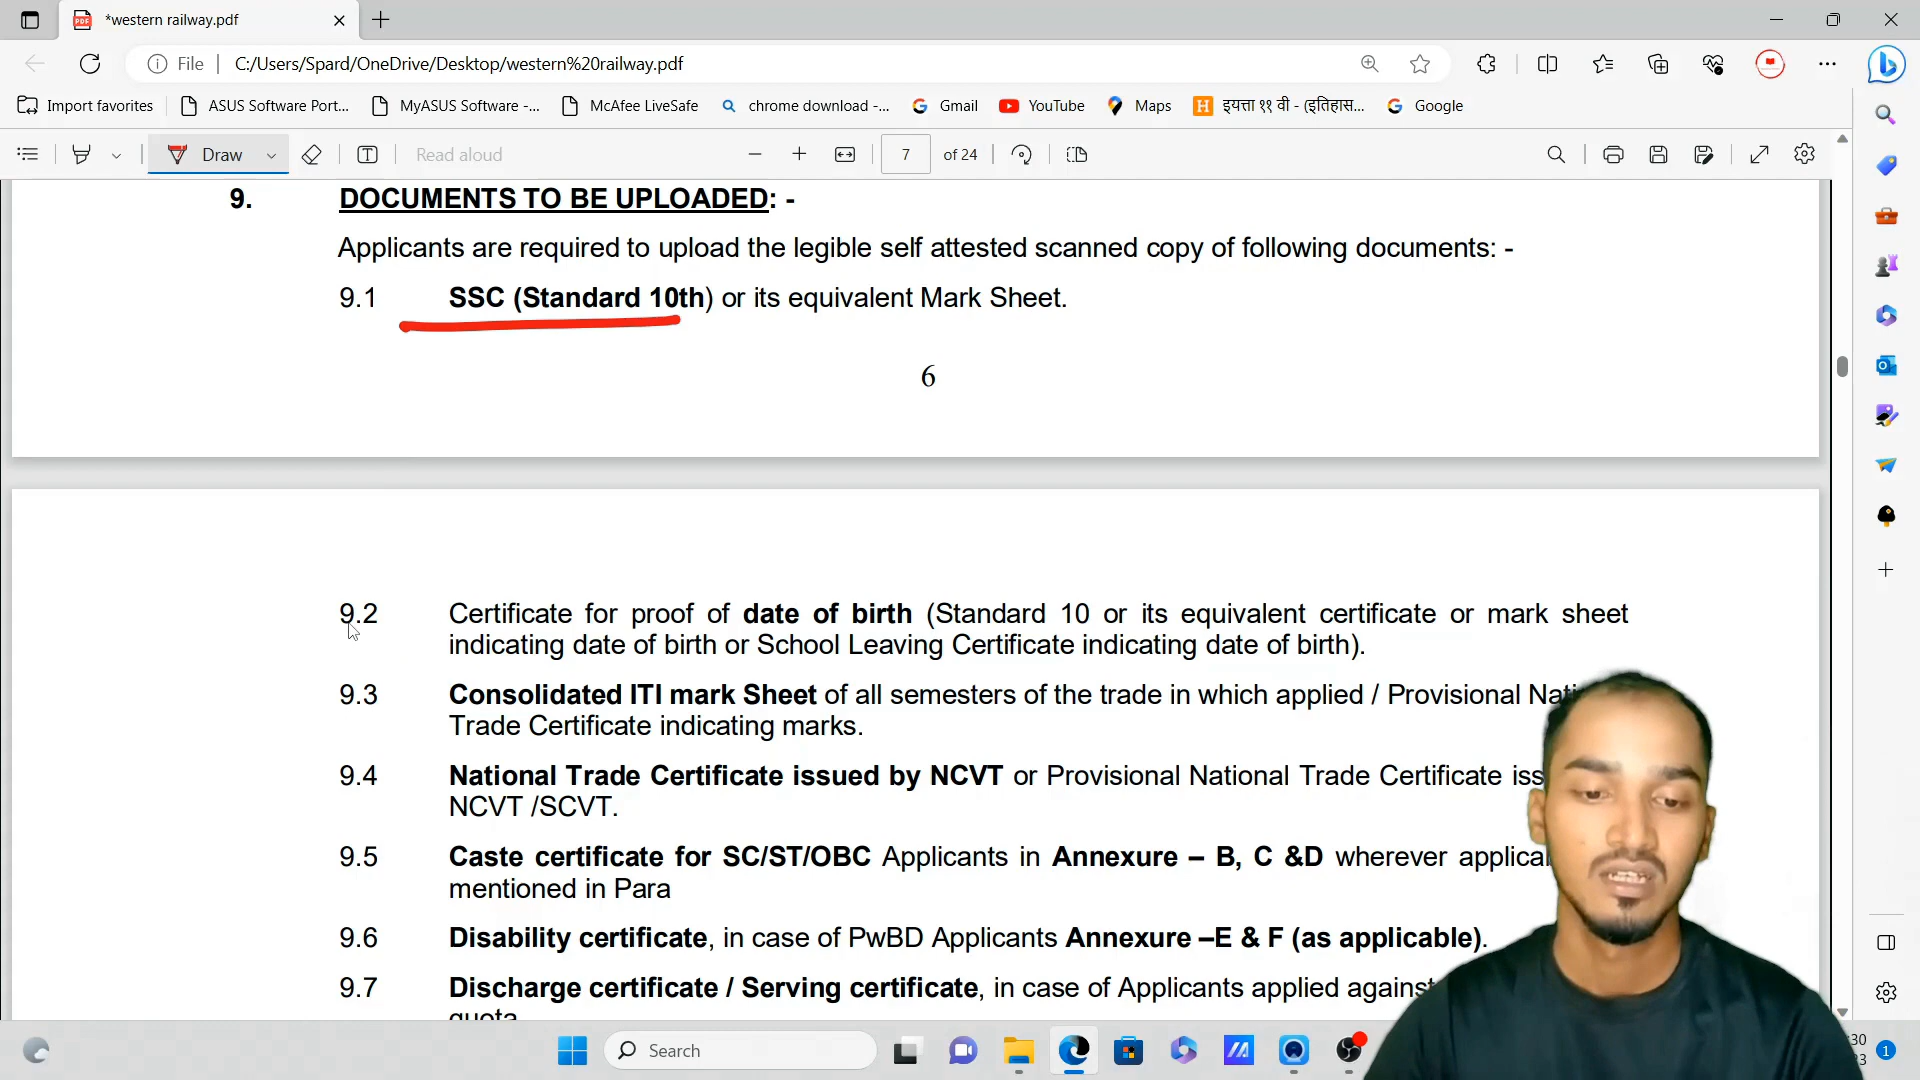 *western railway.pdf
File
C:/Users/Spard/OneDrive/Desktop/western%20railway.pdf
Import favorites
ASUS Software Port...
MyASUS Software -...
McAfee LiveSafe
chrome download -...
Gmail
YouTube
Maps
इयत्ता ११ वी - (इतिहास...
Google
Draw
Read aloud
7
of 24
9. DOCUMENTS TO BE UPLOADED: -
Applicants are required to upload the legible self attested scanned copy of following documents: -
9.1 SSC (Standard 10th) or its equivalent Mark Sheet.
6
9.2 Certificate for proof of date of birth (Standard 10 or its equivalent certificate or mark sheet
indicating date of birth or School Leaving Certificate indicating date of birth).
9.3 Consolidated ITI mark Sheet of all semesters of the trade in which applied / Provisional
Trade Certificate indicating marks.
9.4 National Trade Certificate issued by NCVT or Provisional National Trade Certificate
NCVT /SCVT.
9.5 Caste certificate for SC/ST/OBC Applicants in Annexure – B, C &D wherever
mentioned in Para
9.6 Disability certificate, in case of PwBD Applicants Annexure –E & F (as applicable).
9.7 Discharge certificate / Serving certificate, in case of Applicants applied against
quota
Search
1